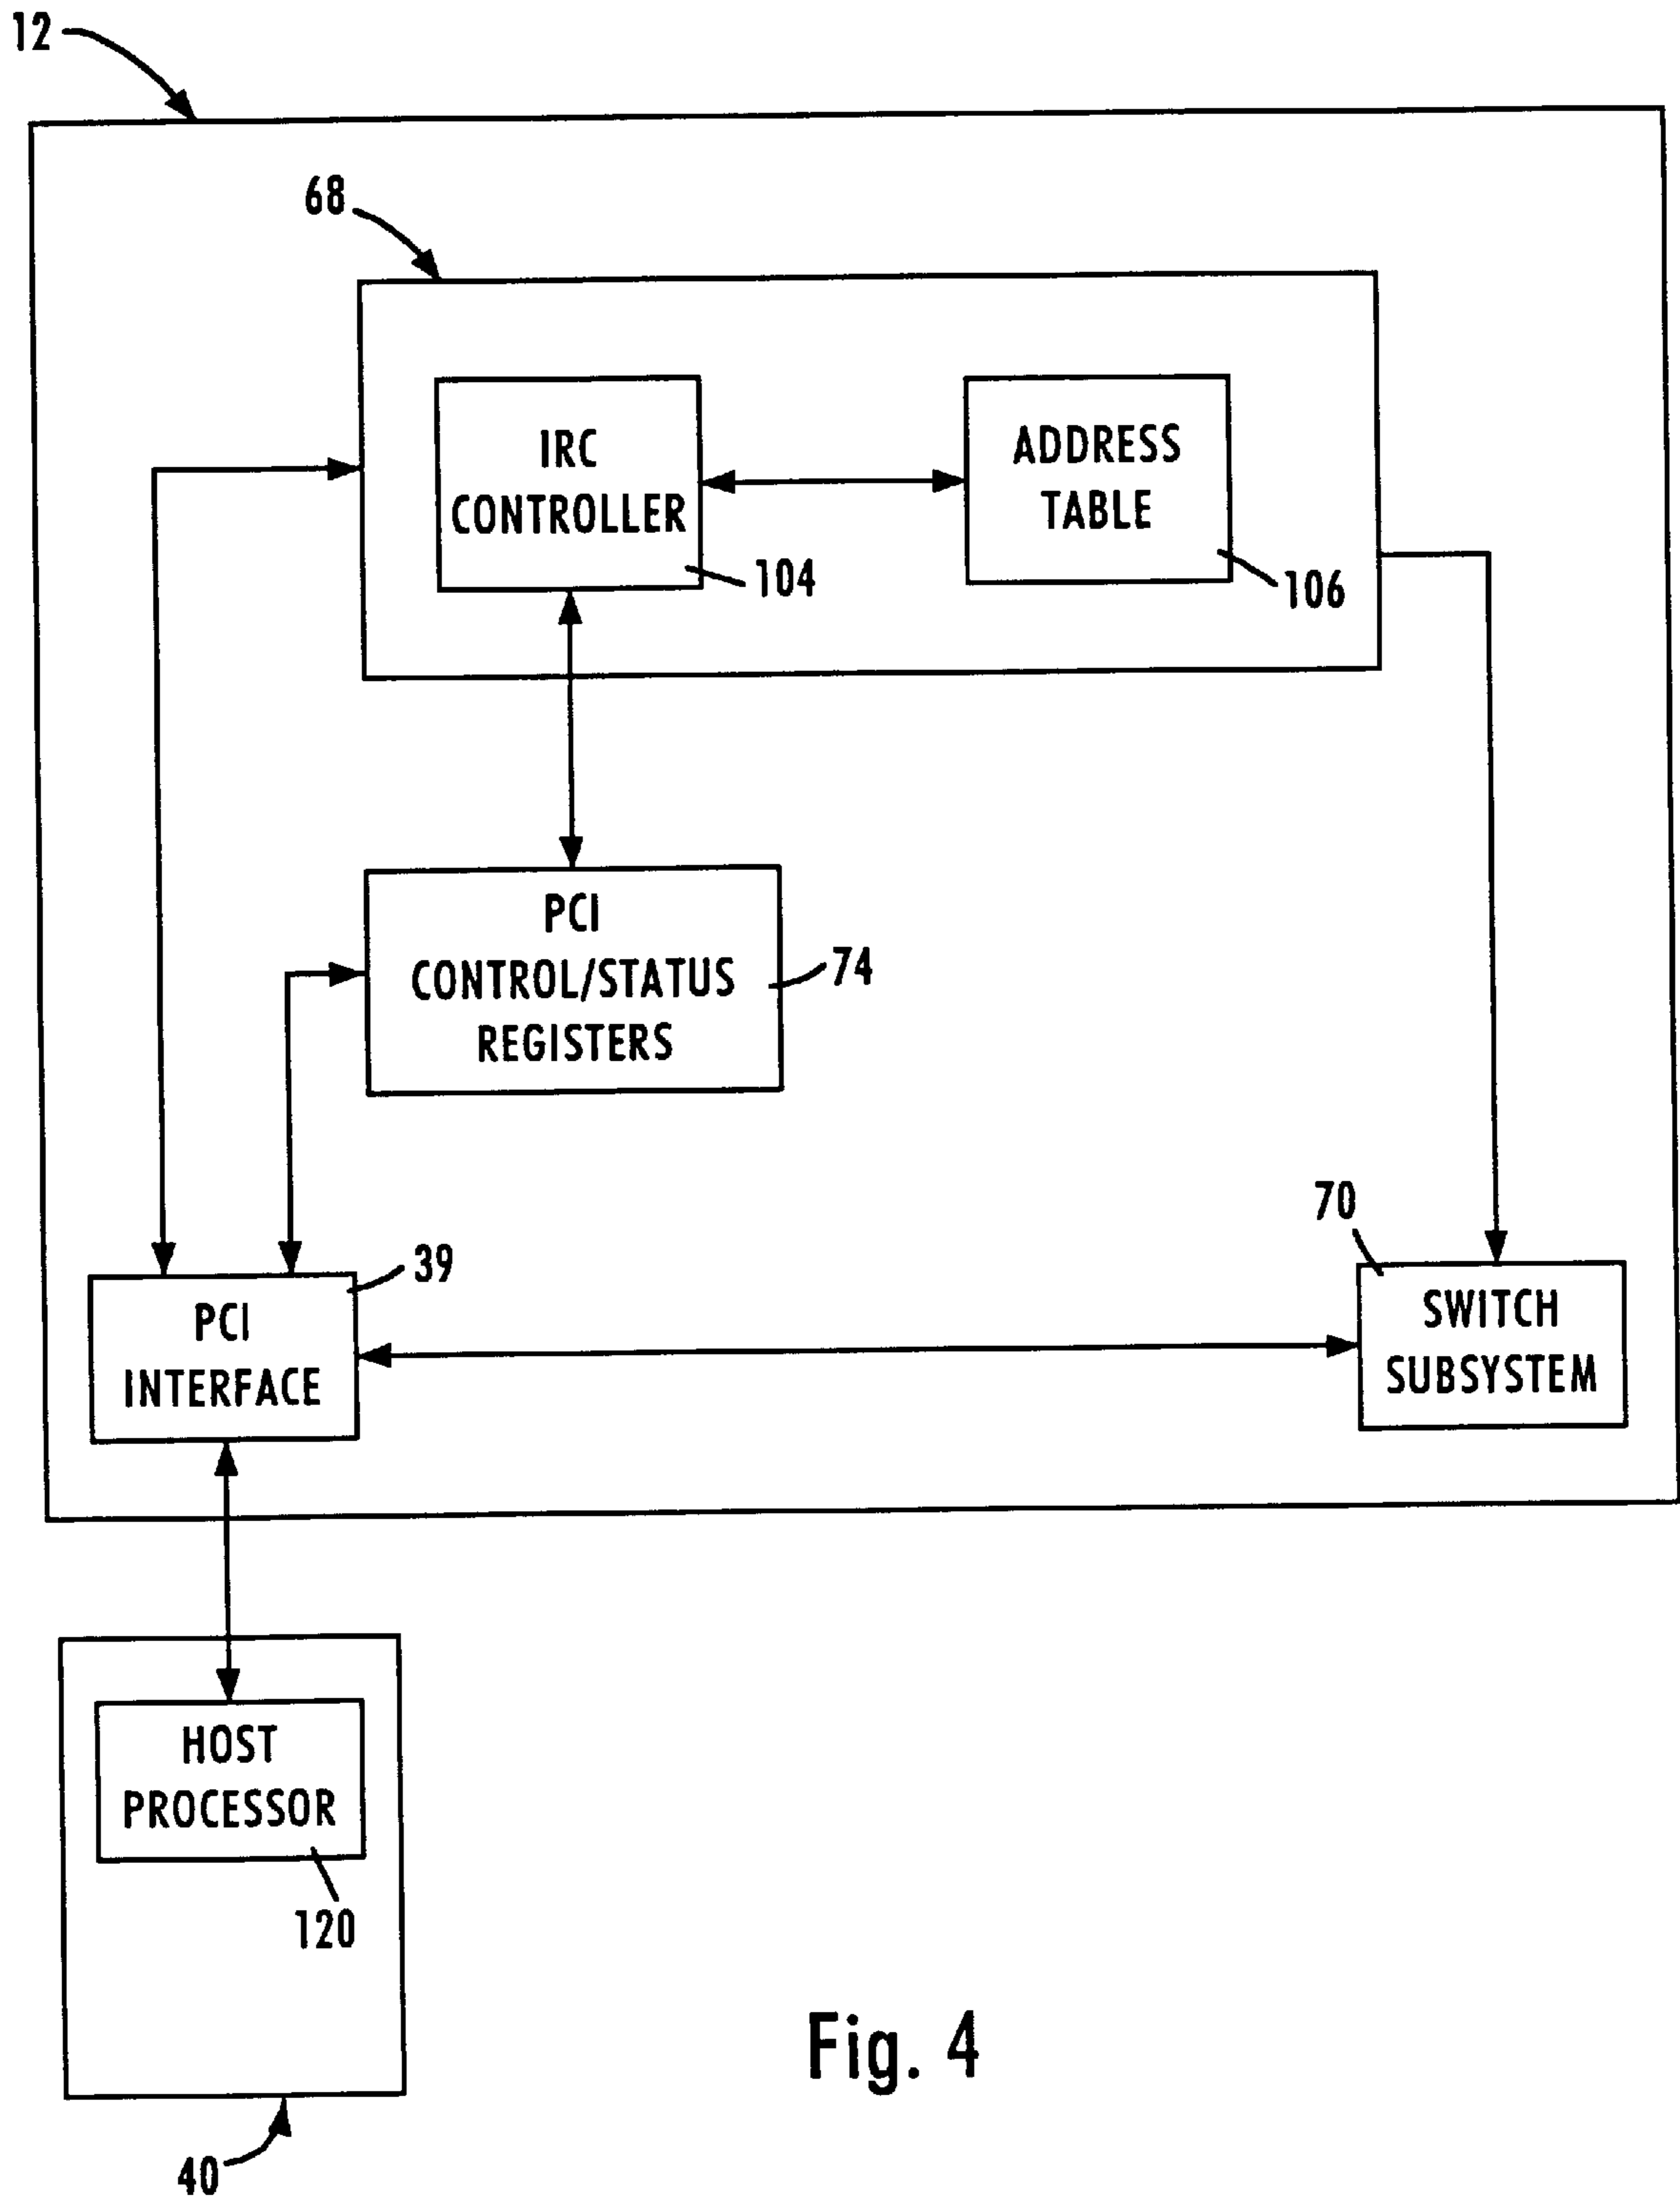 12
68
IRC
CONTROLLER
104
ADDRESS
TABLE
106
PCI
CONTROL/STATUS
REGISTERS
74
39
PCI
INTERFACE
70
SWITCH
SUBSYSTEM
HOST
PROCESSOR
120
40
Fig. 4